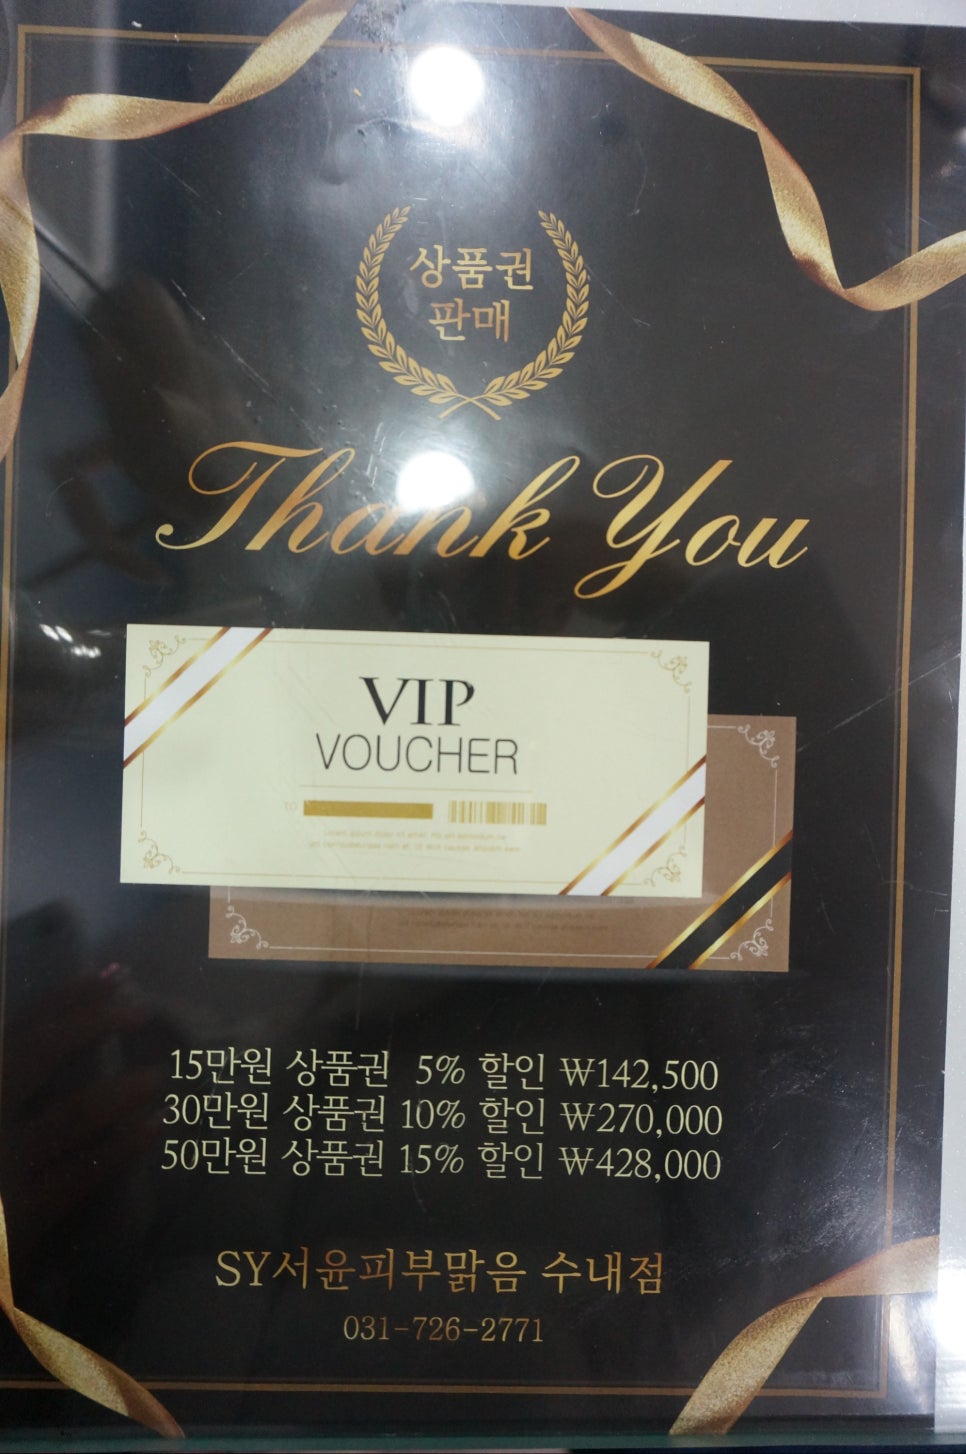 상품권
판매
Thank You
VIP
VOUCHER
TO
15만원 상품권 5% 할인 ₩142,500
30만원 상품권 10% 할인 ₩270,000
50만원 상품권 15% 할인 ₩428,000
SY서윤피부맑음 수내점
031-726-2771